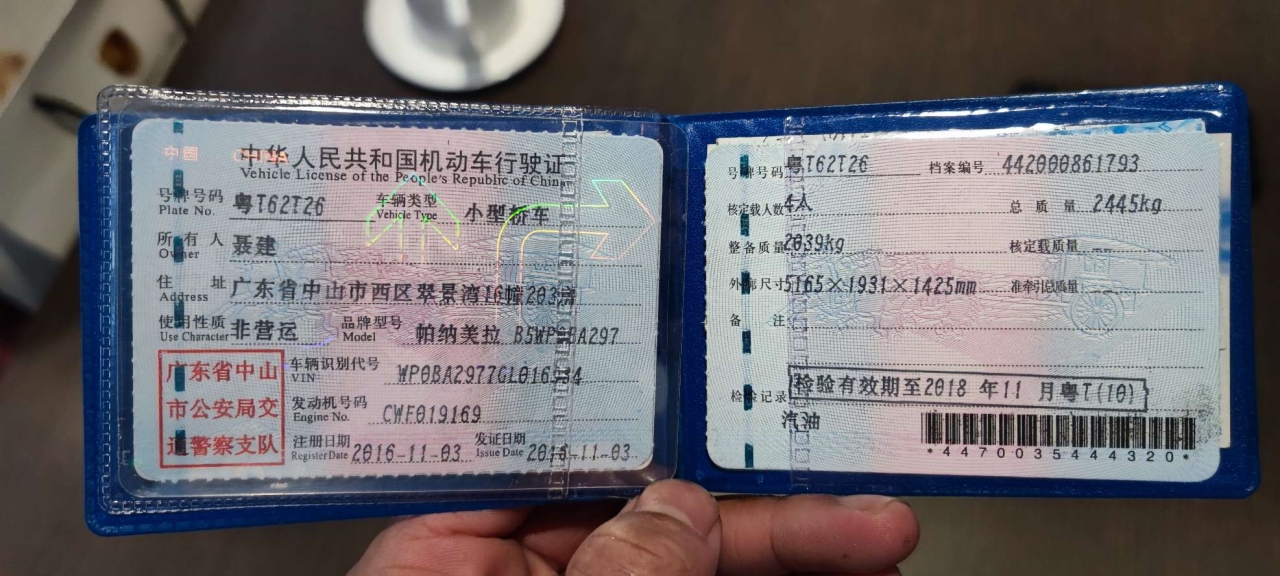 中国 CHINA
中华人民共和国机动车行驶证
Vehicle License of the People's Republic of China
号牌号码 粤T62T26 车辆类型 小型轿车
Plate No. Vehicle Type
所有人 聂建
Owner
住址 广东省中山市西区翠景湾16幢203房
Address
使用性质 非营运 品牌型号 帕纳美拉
Use Character Model
广东省中山
市公安局交
通警察支队
车辆识别代号
VIN
发动机号码 CWF019169
Engine No.
注册日期 2016-11-03 发证日期 2016-11-03
Register Date Issue Date
号牌号码 粤T62T26 档案编号 442000861793
核定载人数 4人 总质量 2445kg
整备质量 2039kg 核定载质量
外廓尺寸 5165×1931×1425mm 准牵引总质量
备注
检验记录 检验有效期至2018年11月粤T(10)
汽油
*4470035444320*